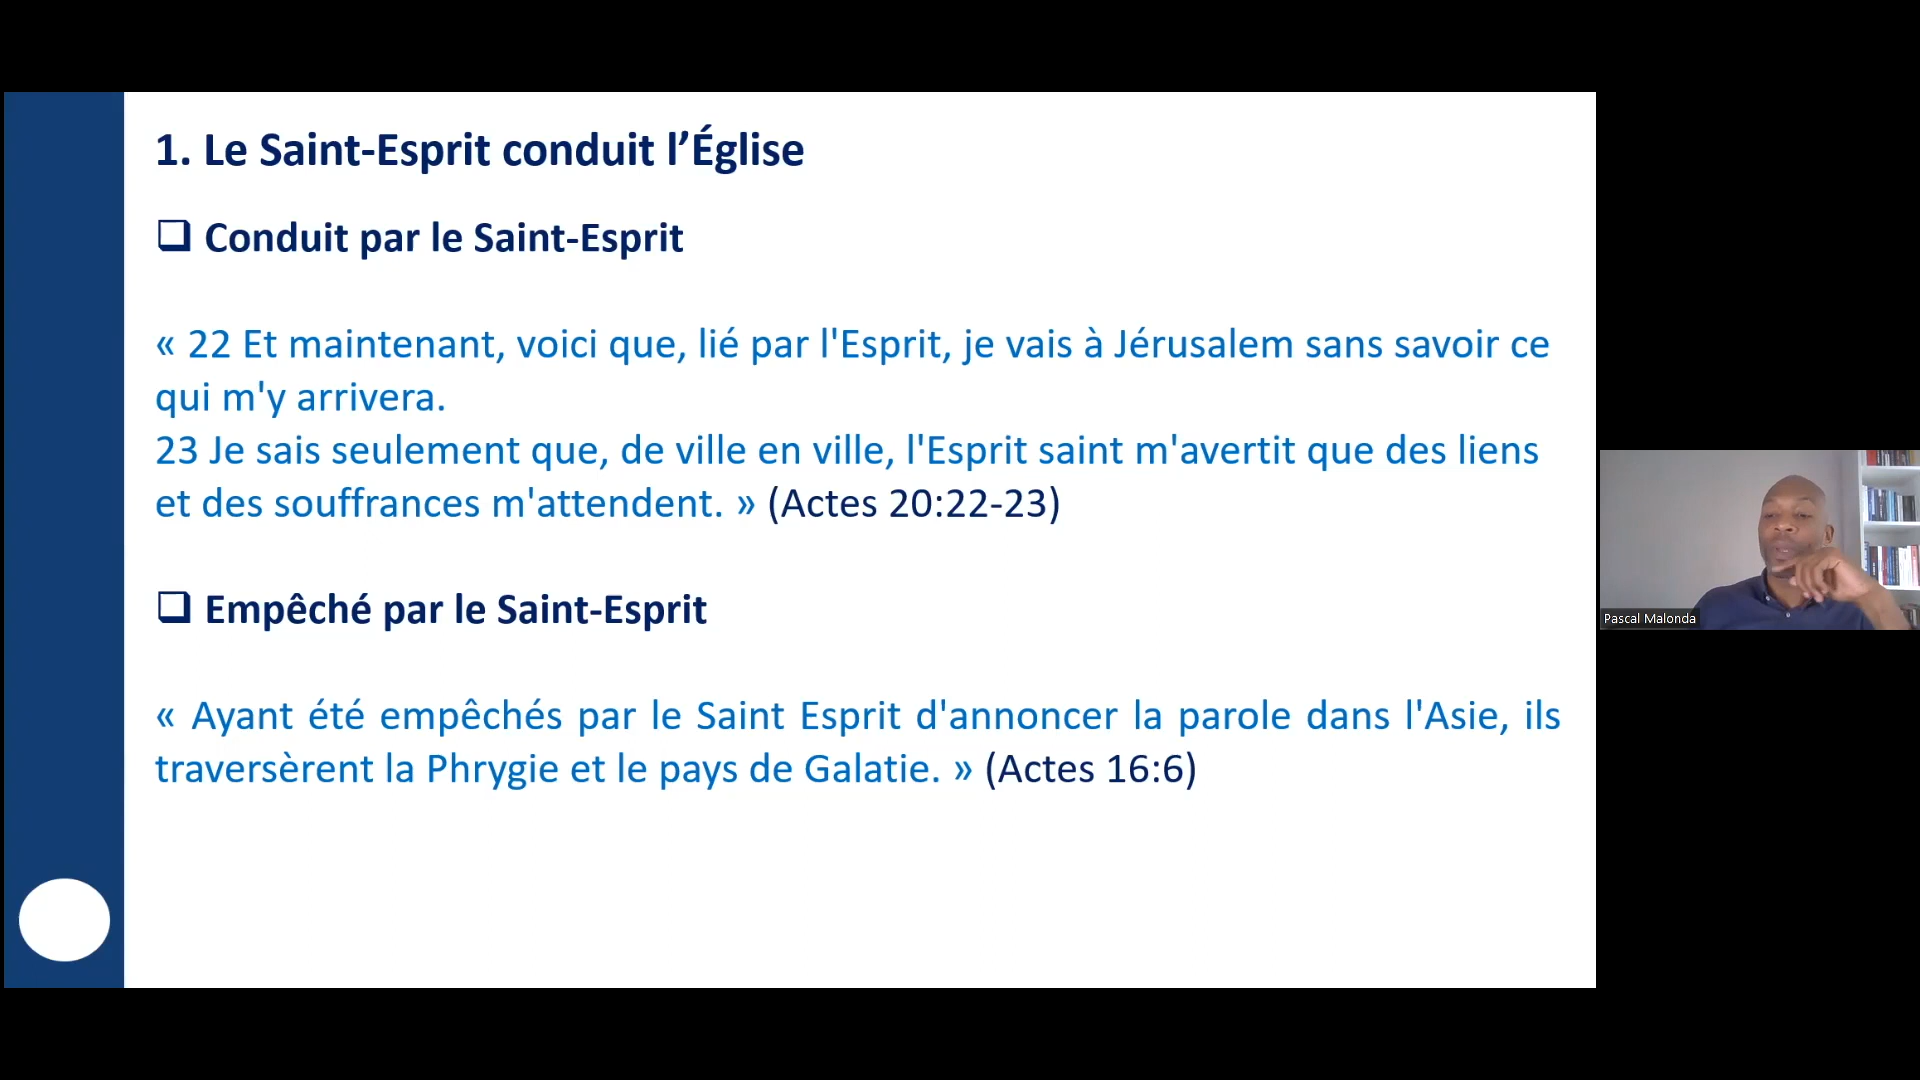 1. Le Saint-Esprit conduit l’Église
❑ Conduit par le Saint-Esprit
« 22 Et maintenant, voici que, lié par l'Esprit, je vais à Jérusalem sans savoir ce
qui m'y arrivera.
23 Je sais seulement que, de ville en ville, l'Esprit saint m'avertit que des liens
et des souffrances m'attendent. » (Actes 20:22-23)
❑ Empêché par le Saint-Esprit
« Ayant été empêchés par le Saint Esprit d'annoncer la parole dans l'Asie, ils
traversèrent la Phrygie et le pays de Galatie. » (Actes 16:6)
Pascal Malonda